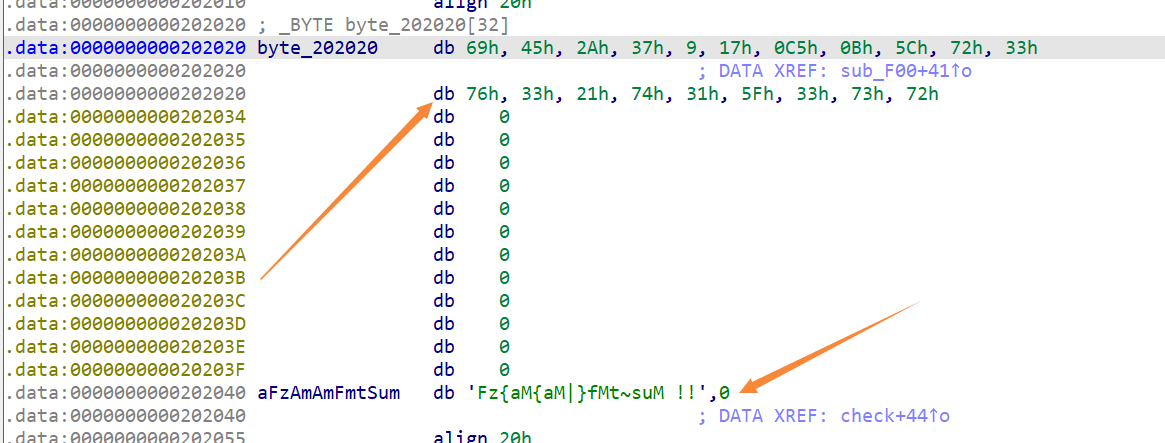 .data:0000000000202010 align 20h
.data:0000000000202020 ; _BYTE byte_202020[32]
.data:0000000000202020 byte_202020 db 69h, 45h, 2Ah, 37h, 9, 17h, 0C5h, 0Bh, 5Ch, 72h, 33h
.data:0000000000202020 ; DATA XREF: sub_F00+41↑o
.data:0000000000202020 db 76h, 33h, 21h, 74h, 31h, 5Fh, 33h, 73h, 72h
.data:0000000000202034 db 0
.data:0000000000202035 db 0
.data:0000000000202036 db 0
.data:0000000000202037 db 0
.data:0000000000202038 db 0
.data:0000000000202039 db 0
.data:000000000020203A db 0
.data:000000000020203B db 0
.data:000000000020203C db 0
.data:000000000020203D db 0
.data:000000000020203E db 0
.data:000000000020203F db 0
.data:0000000000202040 aFzAmAmFmtSum db 'Fz{aM{aM|}fMt~suM !!',0
.data:0000000000202040 ; DATA XREF: check+44↑o
.data:0000000000202055 align 20h